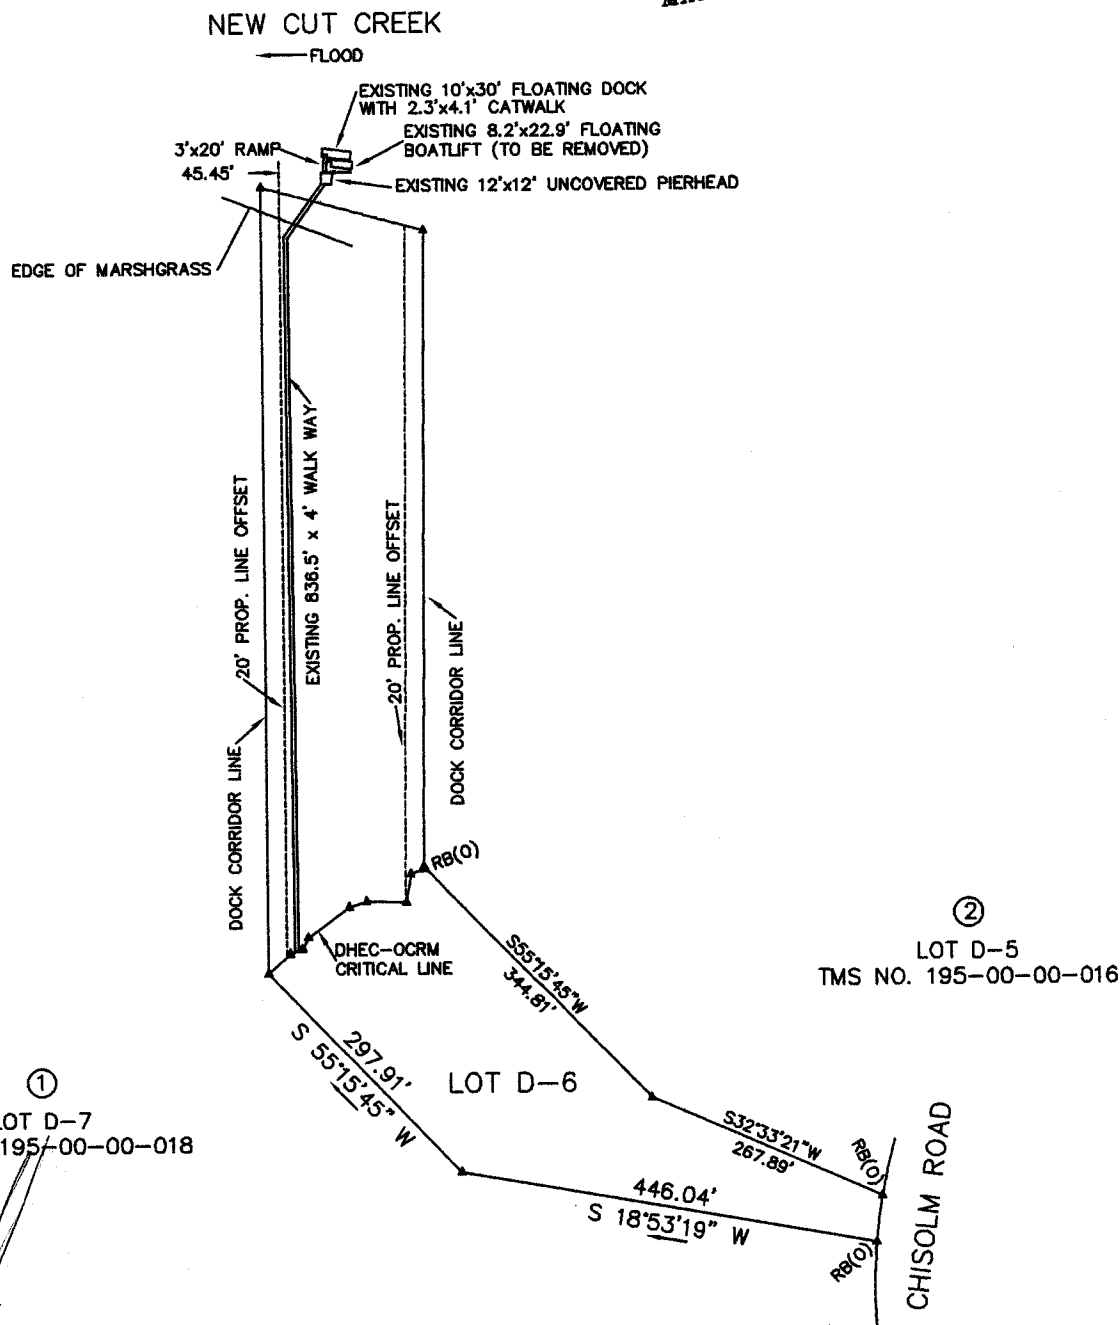 NEW CUT CREEK
FLOOD
EXISTING 10'x30' FLOATING DOCK
WITH 2.3'x4.1' CATWALK
EXISTING 8.2'x22.9' FLOATING
BOATLIFT (TO BE REMOVED)
3'x20' RAMP
45.45'
EXISTING 12'x12' UNCOVERED PIERHEAD
EDGE OF MARSHGRASS
20' PROP. LINE OFFSET
EXISTING 836.5' x 4' WALK WAY
20' PROP. LINE OFFSET
DOCK CORRIDOR LINE
DOCK CORRIDOR LINE
RB(O)
DHEC-OCRM
CRITICAL LINE
S55°15'45"W
344.81'
2
LOT D-5
TMS NO. 195-00-00-016
297.91'
S 55°15'45" W
LOT D-6
1
LOT D-7
195-00-00-018
S32°33'21"W
267.89'
RB(O)
446.04'
S 18°53'19" W
RB(O)
CHISOLM ROAD